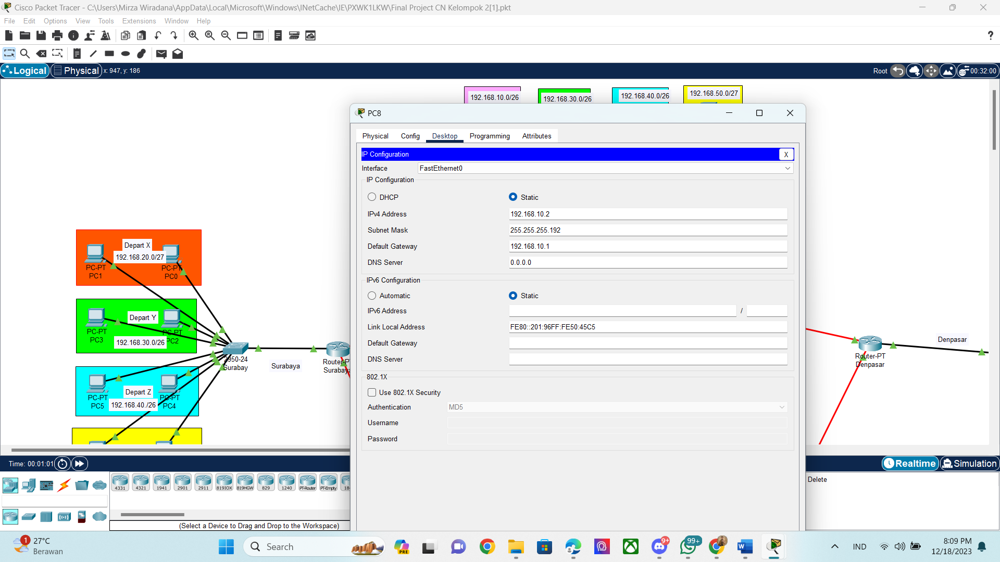 Cisco Packet Tracer - C:\Users\Mirza Wiradana\AppData\Local\Microsoft\Windows\INetCache\IE\PXWK1LKW\Final Project CN Kelompok 2[1].pkt
File Edit Options View Tools Extensions Window Help
?
Logical Physical x: 947, y: 186 Root 00:32:00
192.168.10.0/26
192.168.30.0/26
192.168.40.0/26
192.168.50.0/27
PC8
Physical Config Desktop Programming Attributes
IP Configuration X
Interface FastEthernet0
IP Configuration
DHCP Static
IPv4 Address 192.168.10.2
Subnet Mask 255.255.255.192
Default Gateway 192.168.10.1
DNS Server 0.0.0.0
IPv6 Configuration
Automatic Static
IPv6 Address /
Link Local Address FE80::201:96FF:FE50:45C5
Default Gateway
DNS Server
802.1X
Use 802.1X Security
Authentication MD5
Username
Password
Depart X
192.168.20.0/27
PC-PT
PC1
PC-PT
PC0
Depart Y
PC-PT
PC3
PC-PT
PC2
192.168.30.0/26
Depart Z
PC-PT
PC5
PC-PT
PC4
192.168.40./26
2950-24
Surabay
Surabaya
Router-PT
Surabaya
Router-PT
Denpasar
Denpasar
Time: 00:01:01 Realtime Simulation
4331 4321 1941 2901 2911 819IOX 819HGW 829 1240 PT-Router PT-Empty 18
(Select a Device to Drag and Drop to the Workspace)
Delete
1
27°C
Berawan
Search
PRE
9+
99+
IND
8:09 PM
12/18/2023